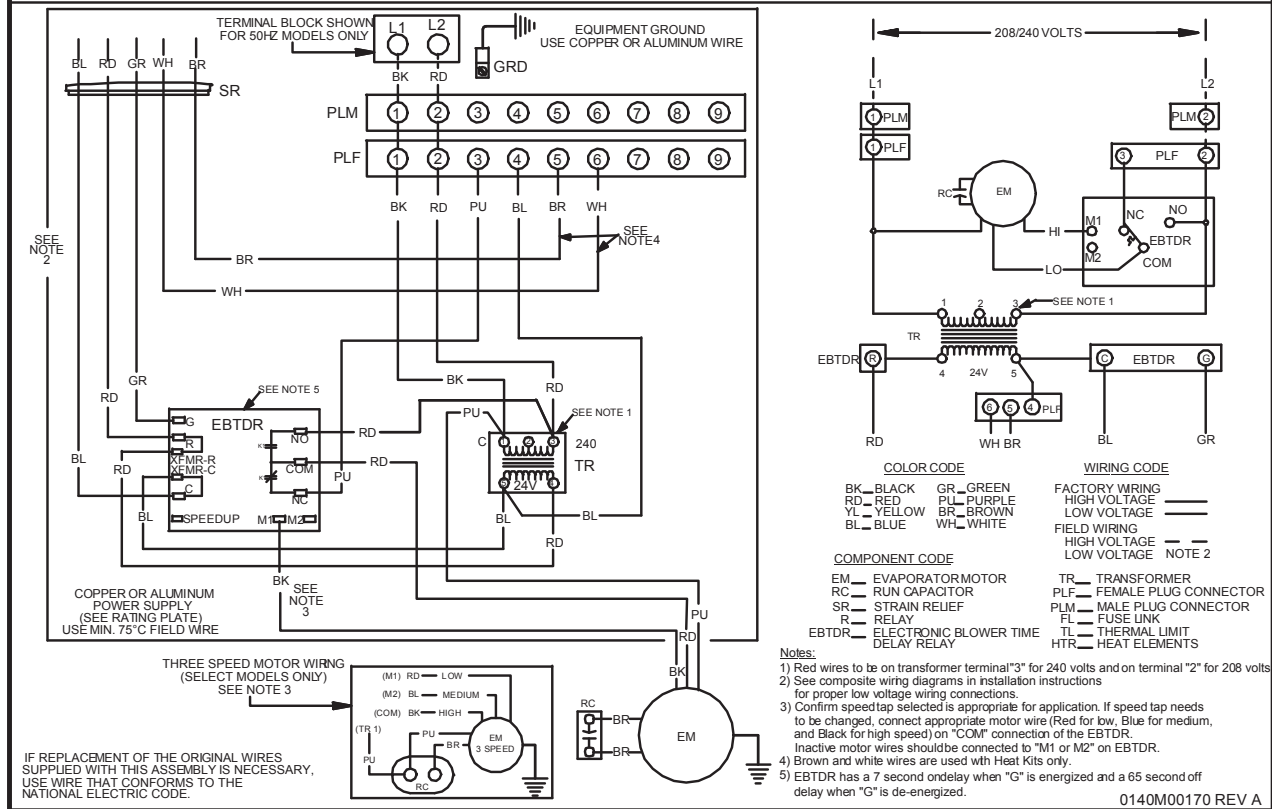 TERMINAL BLOCK SHOWN
FOR 50HZ MODELS ONLY
L1 L2
EQUIPMENT GROUND
USE COPPER OR ALUMINUM WIRE
GRD
BL RD GR WH BR
SR
BK RD
PLM 1 2 3 4 5 6 7 8 9
PLF 1 2 3 4 5 6 7 8 9
BK RD PU BL BR WH
SEE
NOTE4
SEE
NOTE
2
BR
WH
GR
RD
BK
RD
SEE NOTE 5
PU
SEE NOTE 1
EBTDR
G
R
XFMR-R
XFMR-C
C
SPEEDUP
NO
COM
NC
M1 M2
RD
RD
PU
C 2 3 240
TR
24V
5 4
BL
RD
BL
BL
BL
RD
BK
SEE
NOTE
3
COPPER OR ALUMINUM
POWER SUPPLY
(SEE RATING PLATE)
USE MIN. 75°C FIELD WIRE
PU
RD
BK
THREE SPEED MOTOR WIRING
(SELECT MODELS ONLY)
SEE NOTE 3
(M1) RD LOW
(M2) BL MEDIUM
(COM) BK HIGH
(TR 1)
PU
BR
PU
EM
3 SPEED
RC
RC
BR
BR
EM
IF REPLACEMENT OF THE ORIGINAL WIRES
SUPPLIED WITH THIS ASSEMBLY IS NECESSARY,
USE WIRE THAT CONFORMS TO THE
NATIONAL ELECTRIC CODE.
208/240 VOLTS
L1 L2
1 PLM
PLM 2
1 PLF
3 PLF 2
RC
EM
HI
LO
M1
M2
NC
NO
EBTDR
COM
1 2 3
SEE NOTE 1
TR
4 24V 5
EBTDR R
C EBTDR G
6 5 4 PLF
RD
WH BR
BL
GR
COLOR CODE
BK BLACK GR GREEN
RD RED PU PURPLE
YL YELLOW BR BROWN
BL BLUE WH WHITE
WIRING CODE
FACTORY WIRING
HIGH VOLTAGE
LOW VOLTAGE
FIELD WIRING
HIGH VOLTAGE
LOW VOLTAGE NOTE 2
COMPONENT CODE
EM EVAPORATOR MOTOR
RC RUN CAPACITOR
SR STRAIN RELIEF
R RELAY
EBTDR ELECTRONIC BLOWER TIME
DELAY RELAY
TR TRANSFORMER
PLF FEMALE PLUG CONNECTOR
PLM MALE PLUG CONNECTOR
FL FUSE LINK
TL THERMAL LIMIT
HTR HEAT ELEMENTS
Notes:
1) Red wires to be on transformer terminal "3" for 240 volts and on terminal "2" for 208 volts
2) See composite wiring diagrams in installation instructions
for proper low voltage wiring connections.
3) Confirm speed tap selected is appropriate for application. If speed tap needs
to be changed, connect appropriate motor wire (Red for low, Blue for medium,
and Black for high speed) on "COM" connection of the EBTDR.
Inactive motor wires should be connected to "M1 or M2" on EBTDR.
4) Brown and white wires are used with Heat Kits only.
5) EBTDR has a 7 second on delay when "G" is energized and a 65 second off
delay when "G" is de-energized.
0140M00170 REV A